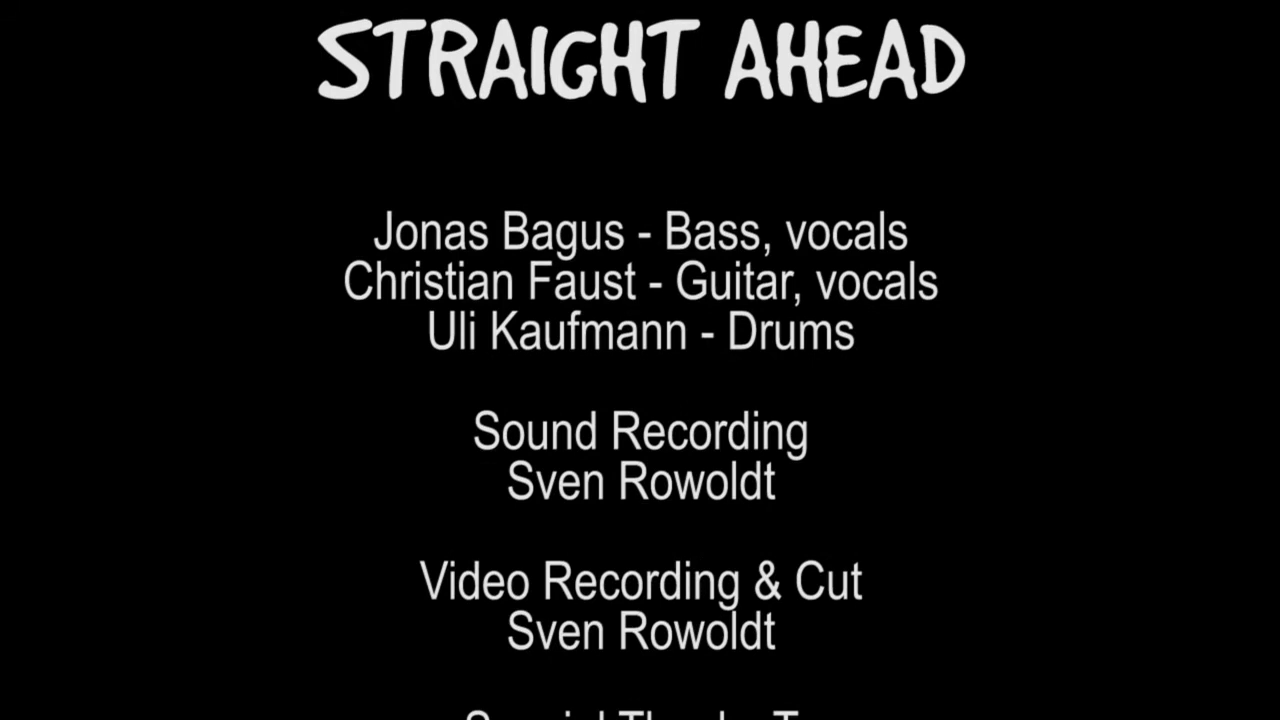 STRAIGHT AHEAD
Jonas Bagus - Bass, vocals
Christian Faust - Guitar, vocals
Uli Kaufmann - Drums
Sound Recording
Sven Rowoldt
Video Recording & Cut
Sven Rowoldt